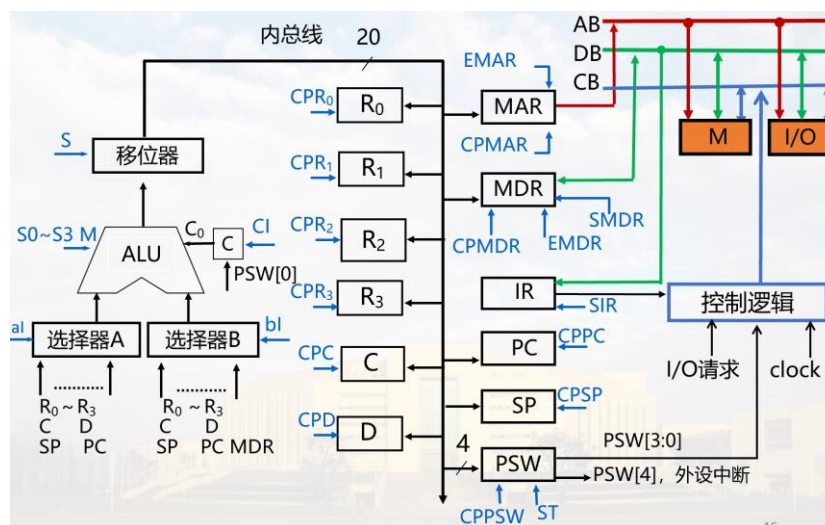 内总线 20
AB
DB
CB
EMAR
CPR0
R0
MAR
CPMAR
M
I/O
S
移位器
CPR1
R1
MDR
SMDR
CPMDR
EMDR
S0~S3 M
ALU
C0
C
CI
PSW[0]
CPR2
R2
CPR3
R3
IR
SIR
控制逻辑
aI
选择器A
选择器B
bI
CPC
C
PC
CPPC
I/O请求
clock
R0 ~ R3
C D
SP PC
R0 ~ R3
C D
SP PC MDR
CPD
D
SP
CPSP
4
PSW
PSW[3:0]
PSW[4], 外设中断
CPPSW
ST